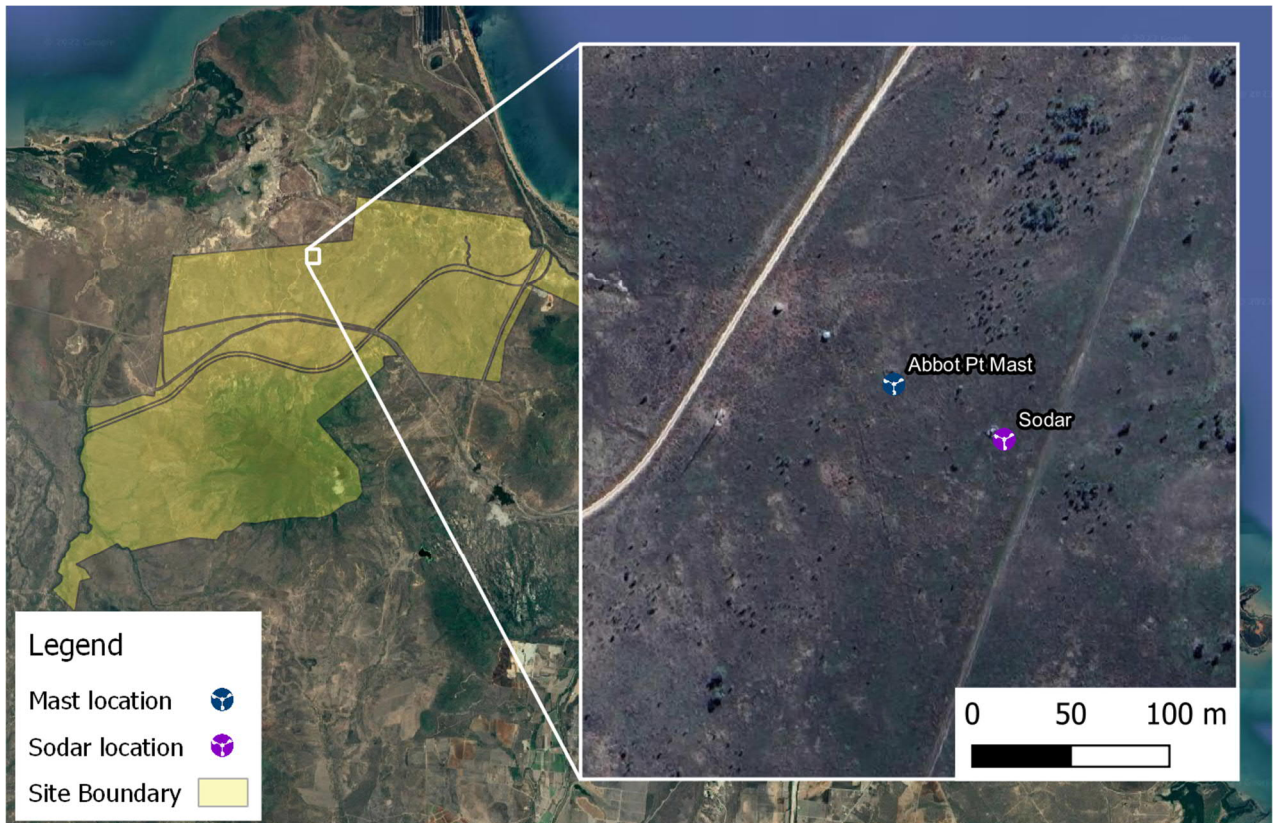 Abbot Pt Mast
Sodar
Legend
Mast location
Sodar location
Site Boundary
0 50 100 m